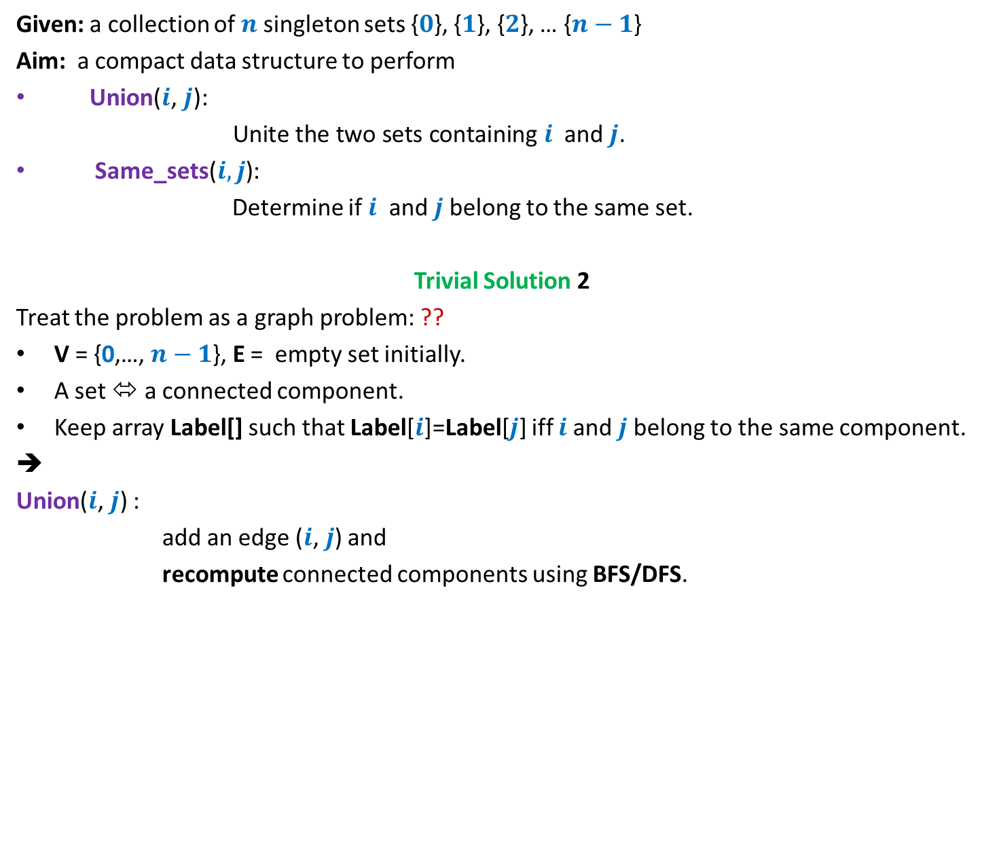 Given: a collection of n singleton sets {0}, {1}, {2}, … {n − 1}
Aim: a compact data structure to perform
• Union(i, j):
Unite the two sets containing i and j.
• Same_sets(i, j):
Determine if i and j belong to the same set.
Trivial Solution 2
Treat the problem as a graph problem: ??
• V = {0,…, n − 1}, E = empty set initially.
• A set ⬄ a connected component.
• Keep array Label[] such that Label[i]=Label[j] iff i and j belong to the same component.
➔
Union(i, j) :
add an edge (i, j) and
recompute connected components using BFS/DFS.